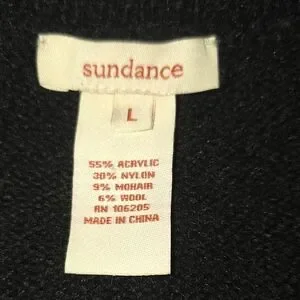 sundance
L
55% ACRYLIC
30% NYLON
9% MOHAIR
6% WOOL
RN 106205
MADE IN CHINA